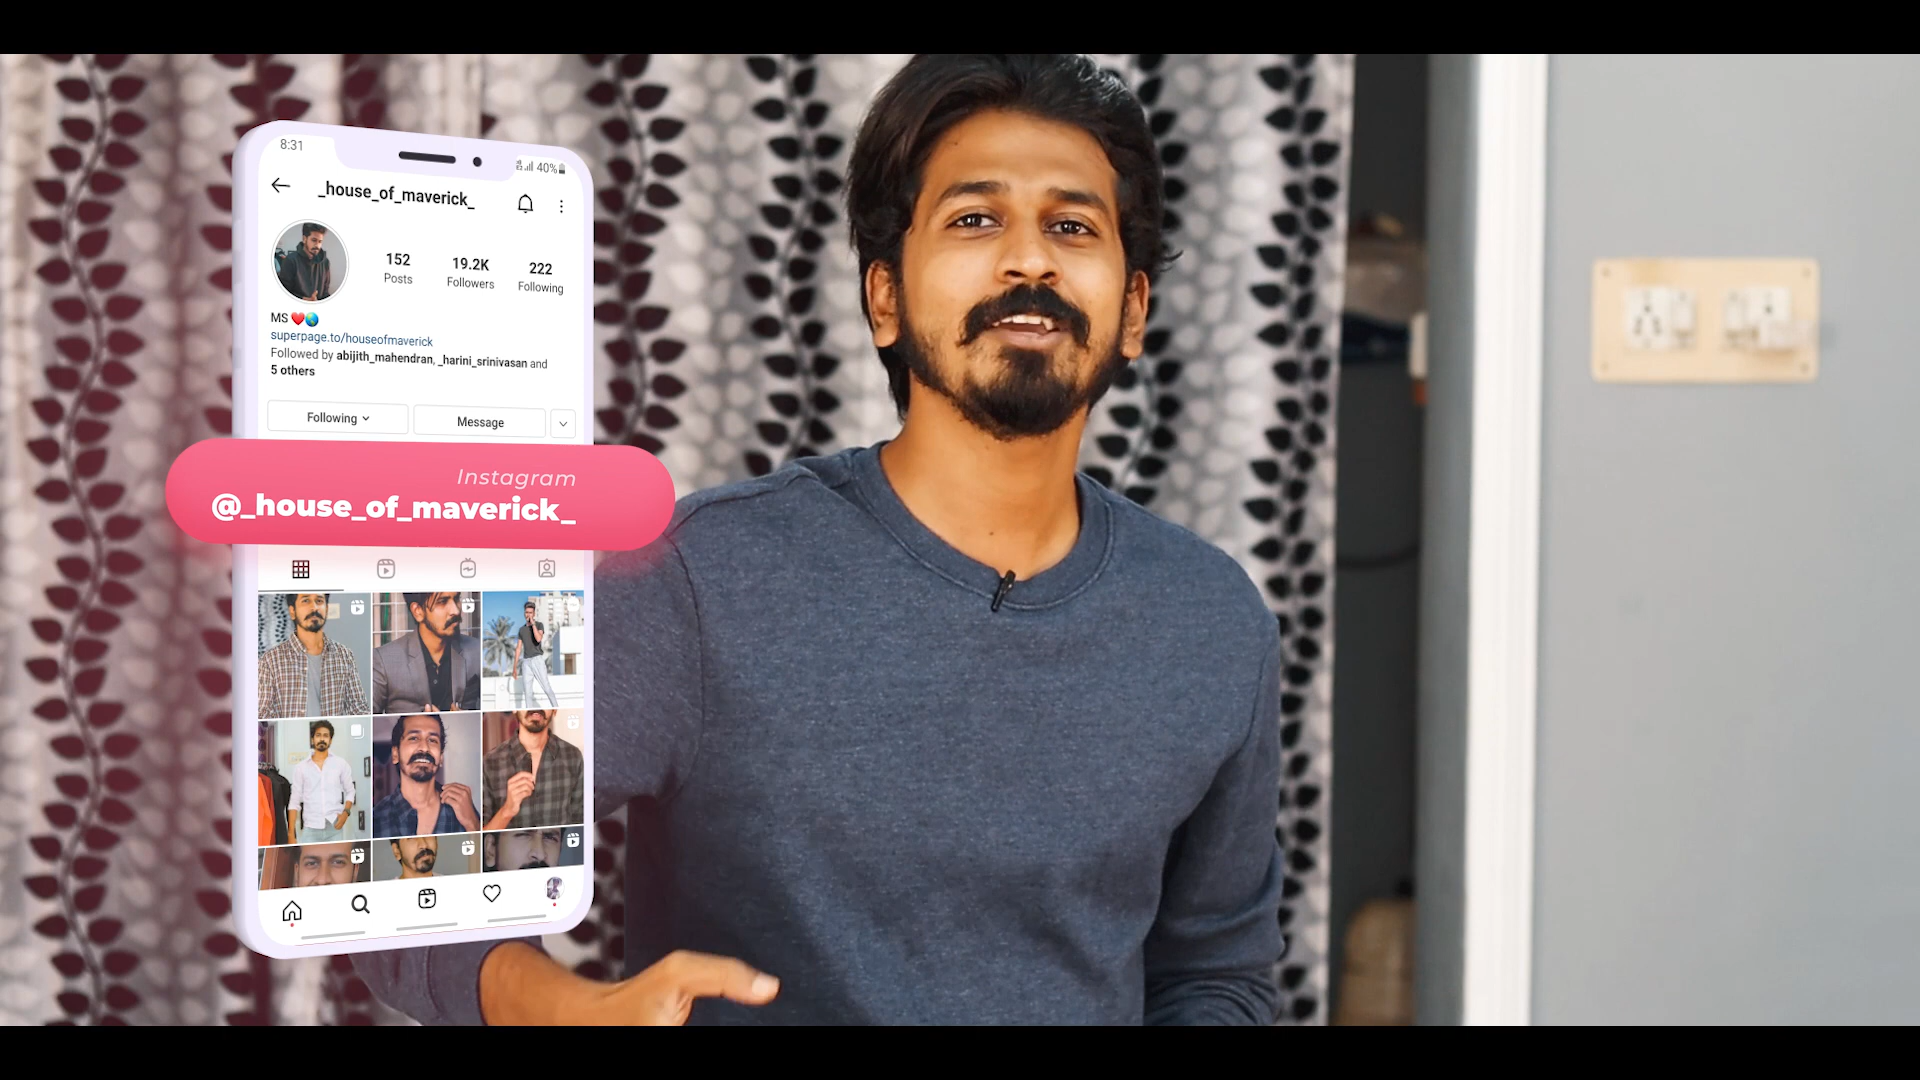 8:31
40%
_house_of_maverick_
152
Posts
19.2K
Followers
222
Following
MS ❤️🌏
superpage.to/houseofmaverick
Followed by abijith_mahendran, _harini_srinivasan and
5 others
Following
Message
Instagram
@_house_of_maverick_